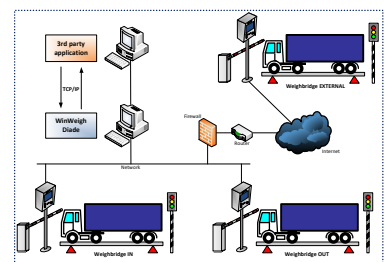 3rd party
application
TCP/IP
WinWeigh
Diade
Weighbridge EXTERNAL
Firewall
Router
Internet
Network
Weighbridge IN
Weighbridge OUT